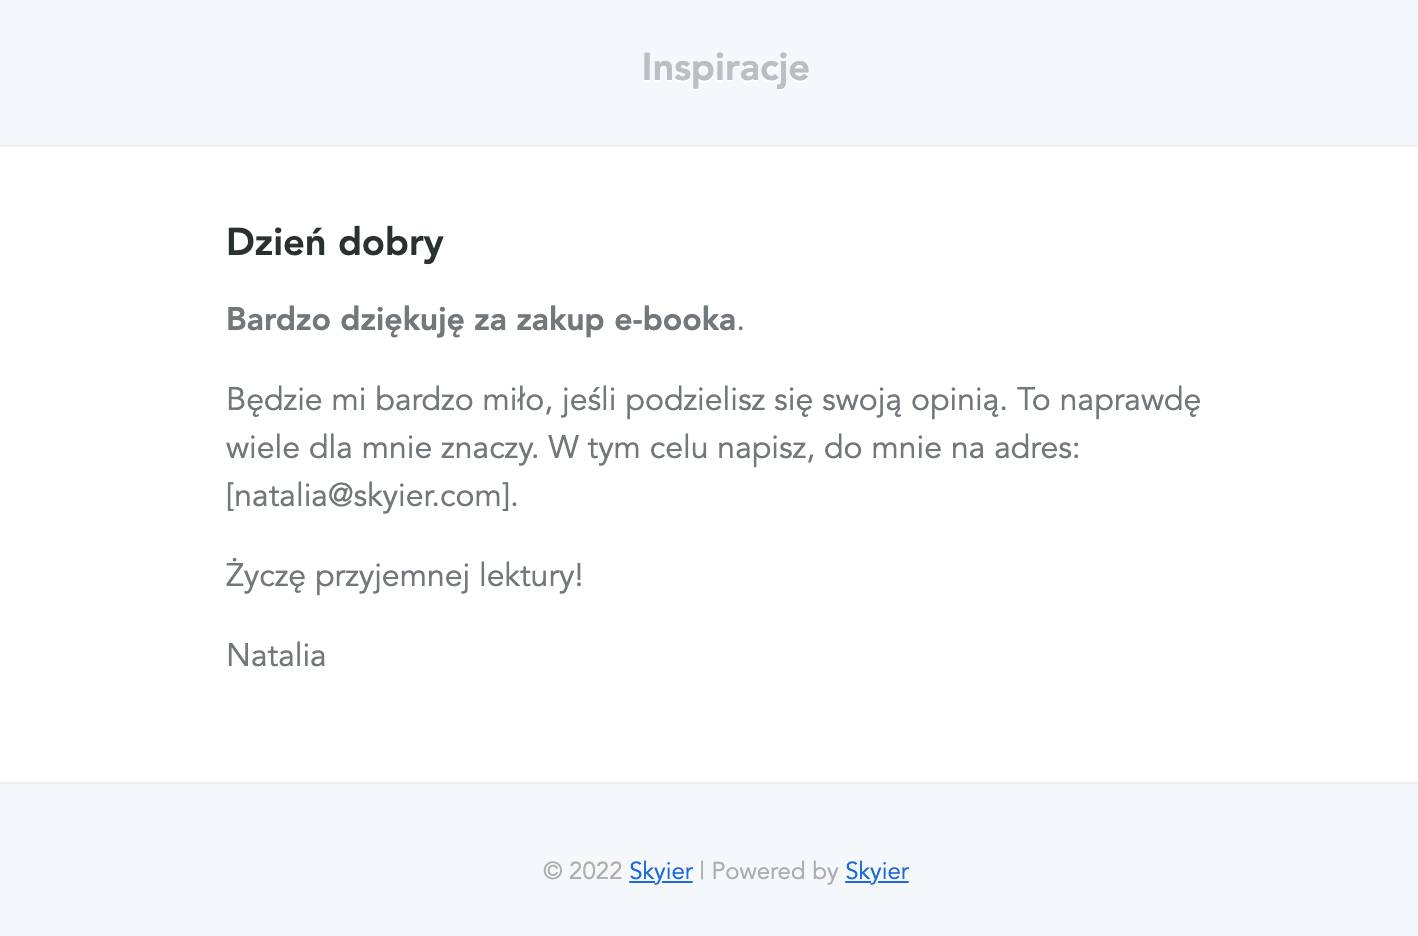 Inspiracje
Dzień dobry
Bardzo dziękuję za zakup e-booka.
Będzie mi bardzo miło, jeśli podzielisz się swoją opinią. To naprawdę
wiele dla mnie znaczy. W tym celu napisz, do mnie na adres:
[natalia@skyier.com].
Życzę przyjemnej lektury!
Natalia
© 2022 Skyier | Powered by Skyier